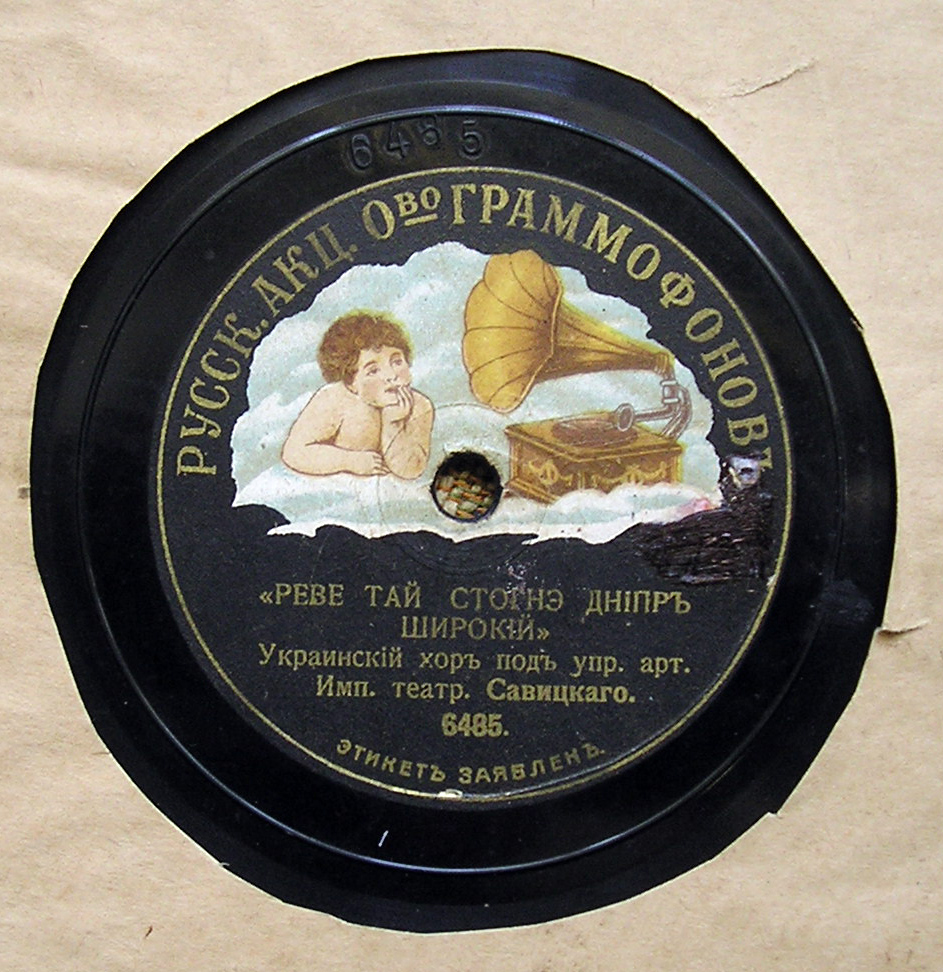 6485
РУССК. АКЦ. Ово ГРАММОФОНОВЪ
«РЕВЕ ТАЙ СТОГНЭ ДНІПРЪ
ШИРОКІЙ»
Украинскій хоръ подъ упр. арт.
Имп. театр. Савицкаго.
6485.
ЭТИКЕТЪ ЗАЯВЛЕНЪ.